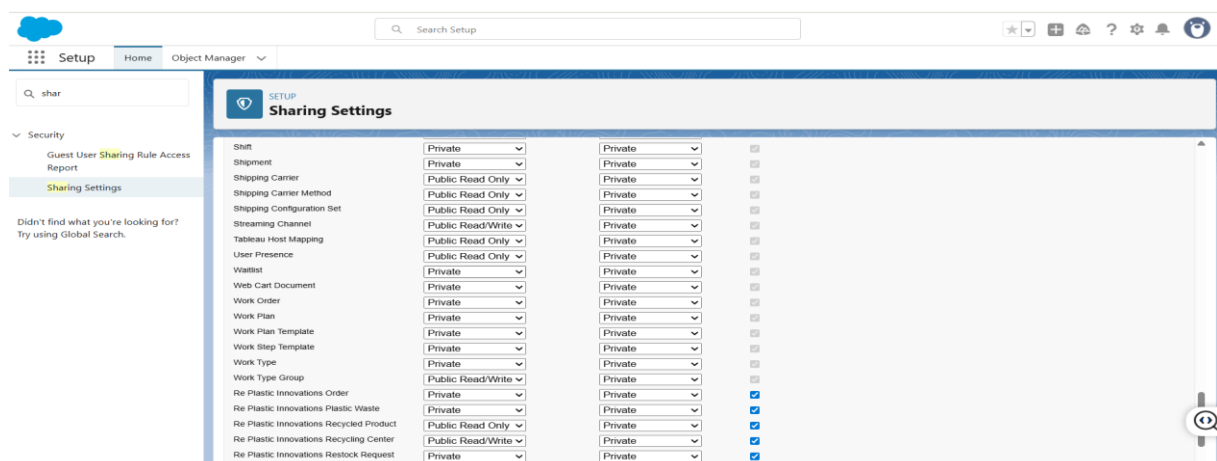 Search Setup
Setup Home Object Manager
shar
SETUP
Sharing Settings
Security
Guest User Sharing Rule Access
Report
Sharing Settings
Didn't find what you're looking for?
Try using Global Search.
Shift Private Private
Shipment Private Private
Shipping Carrier Public Read Only Private
Shipping Carrier Method Public Read Only Private
Shipping Configuration Set Public Read Only Private
Streaming Channel Public Read/Write Private
Tableau Host Mapping Public Read Only Private
User Presence Public Read Only Private
Waitlist Private Private
Web Cart Document Private Private
Work Order Private Private
Work Plan Private Private
Work Plan Template Private Private
Work Step Template Private Private
Work Type Private Private
Work Type Group Public Read/Write Private
Re Plastic Innovations Order Private Private
Re Plastic Innovations Plastic Waste Private Private
Re Plastic Innovations Recycled Product Public Read Only Private
Re Plastic Innovations Recycling Center Public Read/Write Private
Re Plastic Innovations Restock Request Private Private